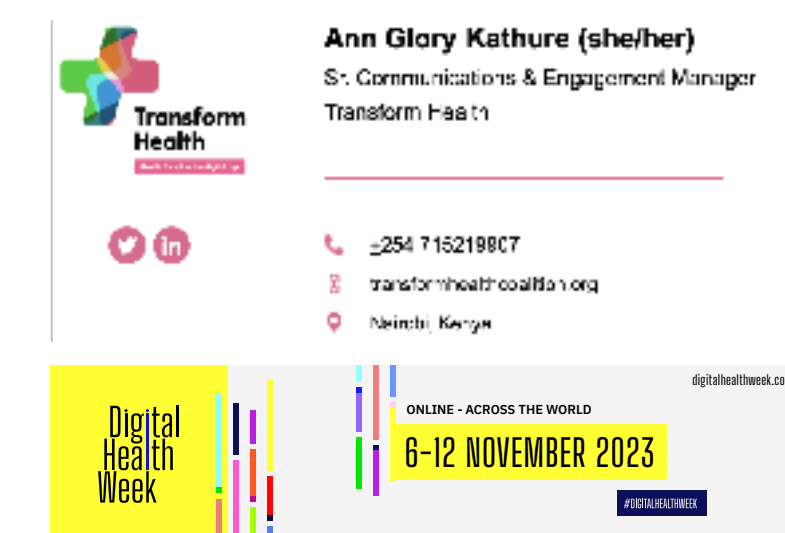 Ann Glory Kathure (she/her)
Sr. Communications & Engagement Manager
Transform Health
Transform
Health
+254 715219807
transformhealthcoalition.org
Nairobi, Kenya
digitalhealthweek.co
Digital
Health
Week
ONLINE - ACROSS THE WORLD
6-12 NOVEMBER 2023
#DIGITALHEALTHWEEK